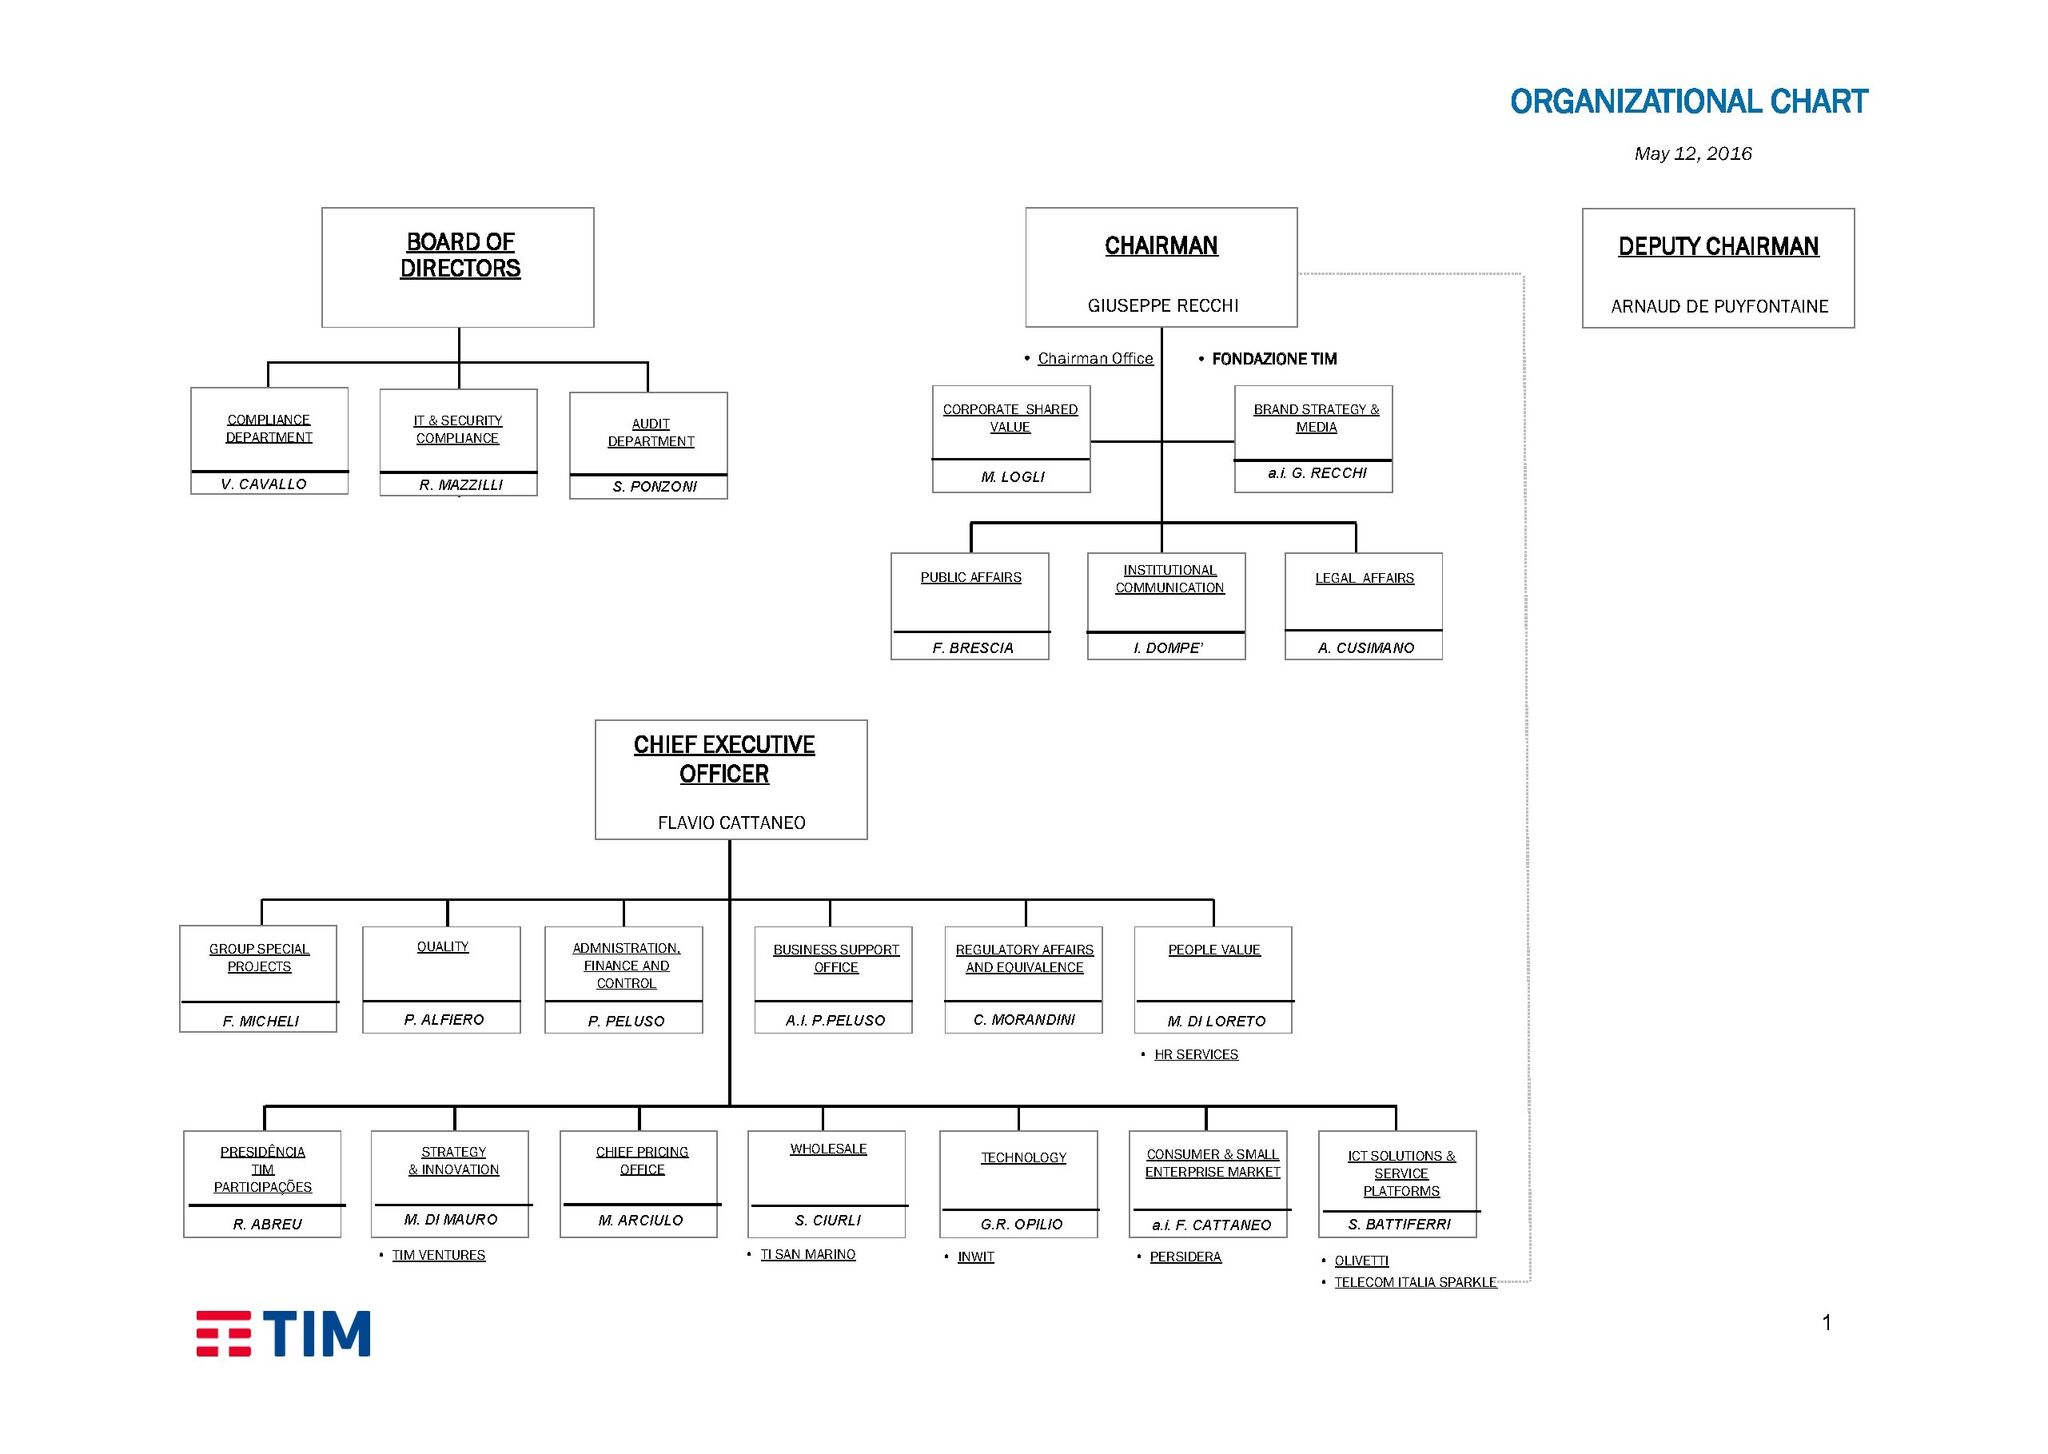 ORGANIZATIONAL CHART
May 12, 2016
BOARD OF
DIRECTORS
CHAIRMAN
GIUSEPPE RECCHI
DEPUTY CHAIRMAN
ARNAUD DE PUYFONTAINE
• Chairman Office
• FONDAZIONE TIM
COMPLIANCE
DEPARTMENT
V. CAVALLO
IT & SECURITY
COMPLIANCE
R. MAZZILLI
AUDIT
DEPARTMENT
S. PONZONI
CORPORATE SHARED
VALUE
M. LOGLI
BRAND STRATEGY &
MEDIA
a.i. G. RECCHI
PUBLIC AFFAIRS
F. BRESCIA
INSTITUTIONAL
COMMUNICATION
I. DOMPE’
LEGAL AFFAIRS
A. CUSIMANO
CHIEF EXECUTIVE
OFFICER
FLAVIO CATTANEO
GROUP SPECIAL
PROJECTS
F. MICHELI
QUALITY
P. ALFIERO
ADMNISTRATION,
FINANCE AND
CONTROL
P. PELUSO
BUSINESS SUPPORT
OFFICE
A.I. P.PELUSO
REGULATORY AFFAIRS
AND EQUIVALENCE
C. MORANDINI
PEOPLE VALUE
M. DI LORETO
• HR SERVICES
PRESIDÊNCIA
TIM
PARTICIPAÇÕES
R. ABREU
STRATEGY
& INNOVATION
M. DI MAURO
• TIM VENTURES
CHIEF PRICING
OFFICE
M. ARCIULO
WHOLESALE
S. CIURLI
• TI SAN MARINO
TECHNOLOGY
G.R. OPILIO
• INWIT
CONSUMER & SMALL
ENTERPRISE MARKET
a.i. F. CATTANEO
• PERSIDERA
ICT SOLUTIONS &
SERVICE
PLATFORMS
S. BATTIFERRI
• OLIVETTI
• TELECOM ITALIA SPARKLE
TIM
1